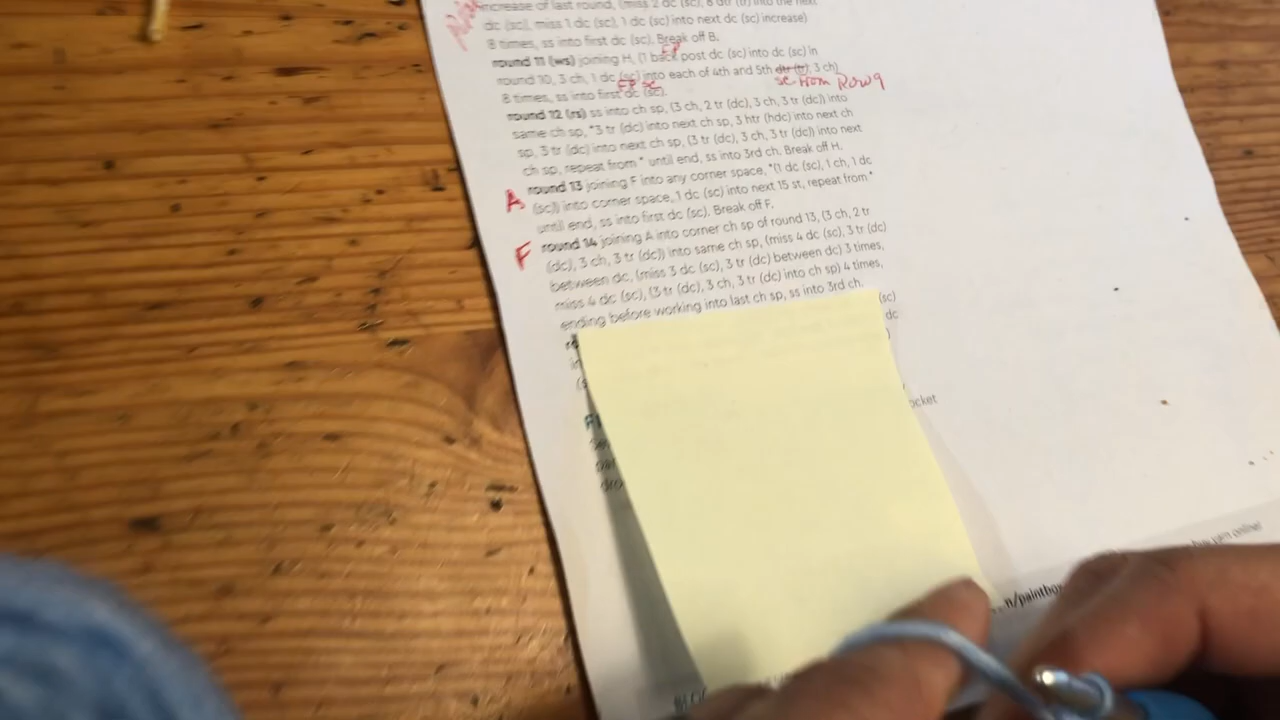 increase of last round, (miss 2 dc (sc), 6 dtr (tr) into the next
dc (sc), miss 1 dc (sc), 1 dc (sc) into next dc (sc) increase)
8 times, ss into first dc (sc). Break off B.
FP
round 11 (ws) joining H, (1 back post dc (sc) into dc (sc) in
round 10, 3 ch, 1 dc (sc) into each of 4th and 5th dtr (tr), 3 ch)
FP sc sc from Row 9
8 times, ss into first dc (sc).
round 12 (rs) ss into ch sp, (3 ch, 2 tr (dc), 3 ch, 3 tr (dc)) into
same ch sp, *3 tr (dc) into next ch sp, 3 htr (hdc) into next ch
sp, 3 tr (dc) into next ch sp, (3 tr (dc), 3 ch, 3 tr (dc)) into next
ch sp, repeat from * until end, ss into 3rd ch. Break off H.
A round 13 joining F into any corner space, *(1 dc (sc), 1 ch, 1 dc
(sc)) into corner space, 1 dc (sc) into next 15 st, repeat from *
until end, ss into first dc (sc). Break off F.
F round 14 joining A into corner ch sp of round 13, (3 ch, 2 tr
(dc), 3 ch, 3 tr (dc)) into same ch sp, (miss 4 dc (sc), 3 tr (dc)
between dc, (miss 3 dc (sc), 3 tr (dc) between dc) 3 times,
miss 4 dc (sc), (3 tr (dc), 3 ch, 3 tr (dc) into ch sp) 4 times,
ending before working into last ch sp, ss into 3rd ch.
(sc)
dc
)
in
(s
ocket
dro
buy yarn online!
n/paintbo